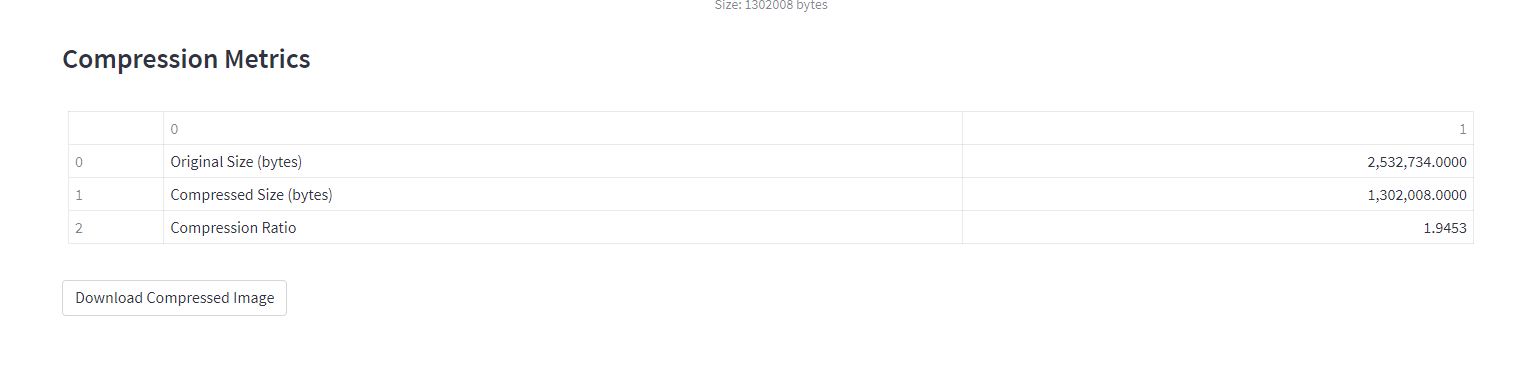 Size: 1302008 bytes
Compression Metrics
0 1
0 Original Size (bytes) 2,532,734.0000
1 Compressed Size (bytes) 1,302,008.0000
2 Compression Ratio 1.9453
Download Compressed Image